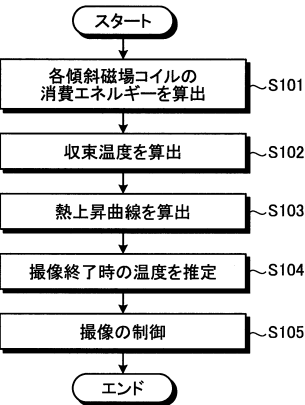 スタート
各傾斜磁場コイルの
消費エネルギーを算出
S101
収束温度を算出
S102
熱上昇曲線を算出
S103
撮像終了時の温度を推定
S104
撮像の制御
S105
エンド